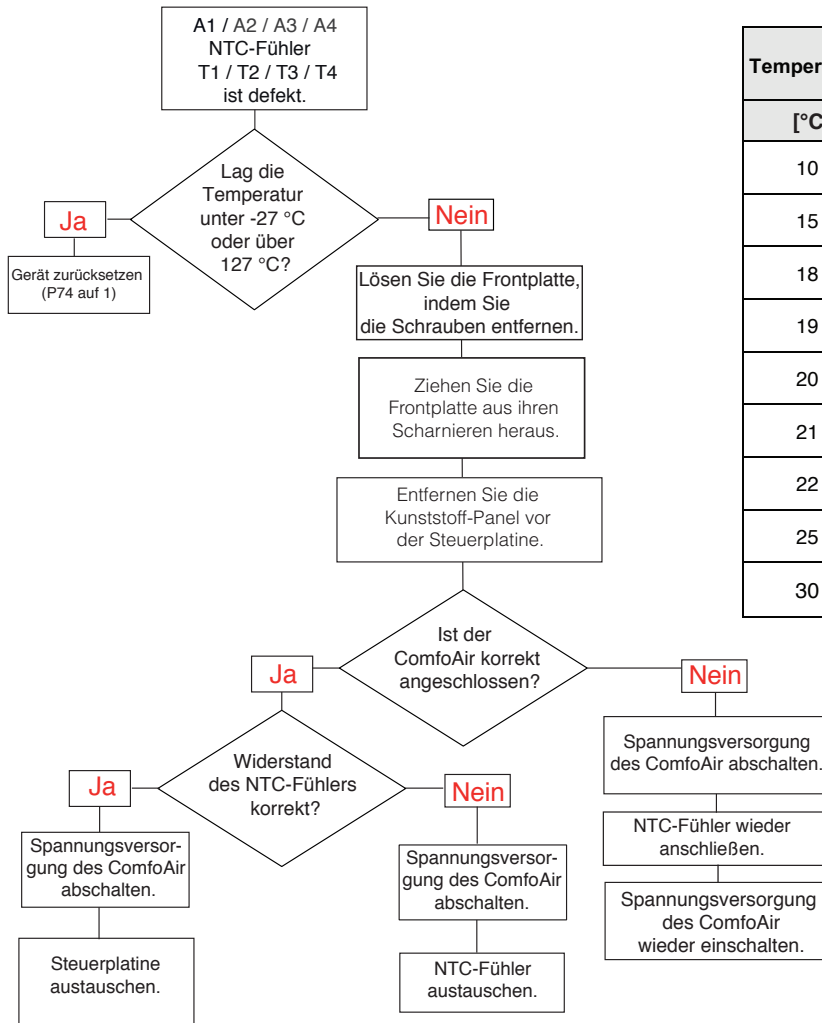 A1 / A2 / A3 / A4
NTC-Fühler
T1 / T2 / T3 / T4
ist defekt.
Lag die
Temperatur
unter -27 °C
oder über
127 °C?
Ja
Nein
Gerät zurücksetzen
(P74 auf 1)
Lösen Sie die Frontplatte,
indem Sie
die Schrauben entfernen.
Ziehen Sie die
Frontplatte aus ihren
Scharnieren heraus.
Entfernen Sie die
Kunststoff-Panel vor
der Steuerplatine.
Ist der
ComfoAir korrekt
angeschlossen?
Ja
Nein
Widerstand
des NTC-Fühlers
korrekt?
Ja
Nein
Spannungsversor-
gung des ComfoAir
abschalten.
Steuerplatine
austauschen.
Spannungsversor-
gung des ComfoAir
abschalten.
NTC-Fühler
austauschen.
Spannungsversorgung
des ComfoAir abschalten.
NTC-Fühler wieder
anschließen.
Spannungsversorgung
des ComfoAir
wieder einschalten.
Temper
[°C
10
15
18
19
20
21
22
25
30